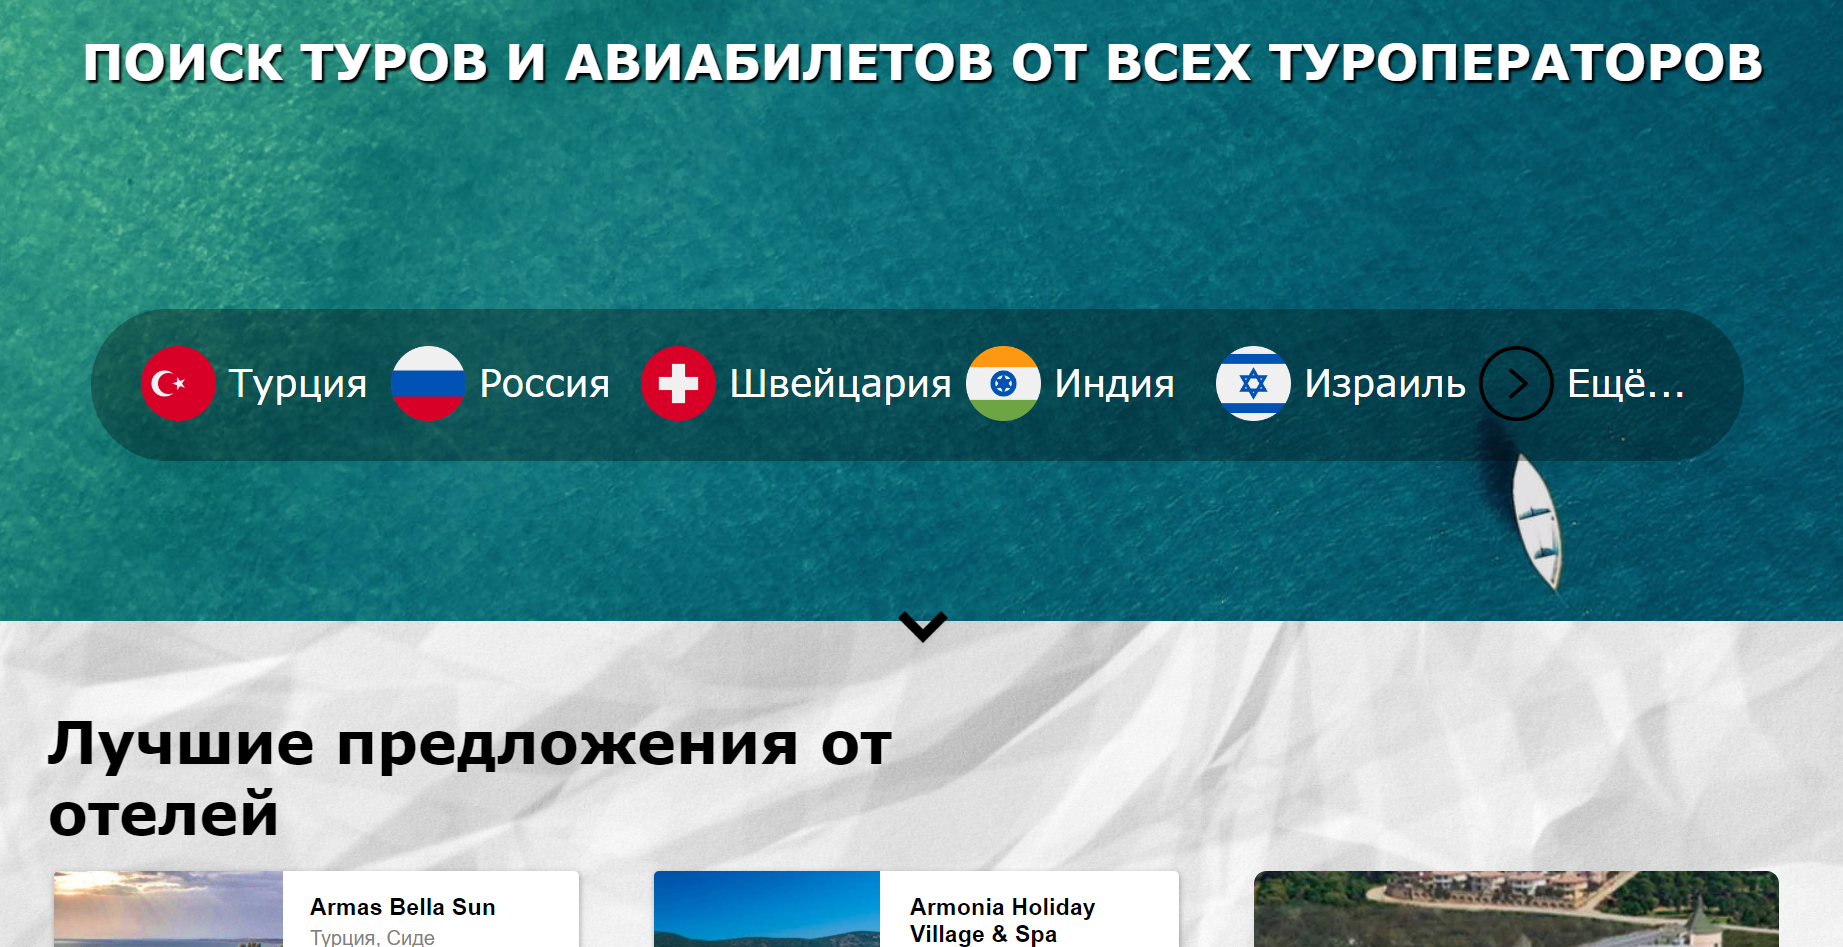 ПОИСК ТУРОВ И АВИАБИЛЕТОВ ОТ ВСЕХ ТУРОПЕРАТОРОВ
Турция Россия Швейцария Индия Израиль Ещё...
Лучшие предложения от
отелей
Armas Bella Sun
Турция, Сиде
Armonia Holiday
Village & Spa